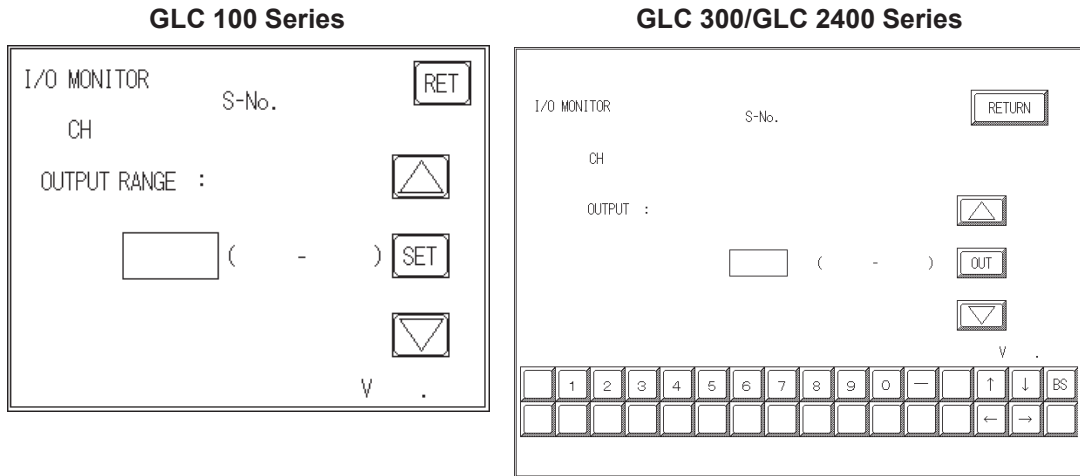 GLC 100 Series
I/O MONITOR
RET
S-No.
CH
OUTPUT RANGE :
( - )
SET
V .
GLC 300/GLC 2400 Series
I/O MONITOR
S-No.
RETURN
CH
OUTPUT :
( - )
OUT
V .
1 2 3 4 5 6 7 8 9 0 — ↑ ↓ BS
← →